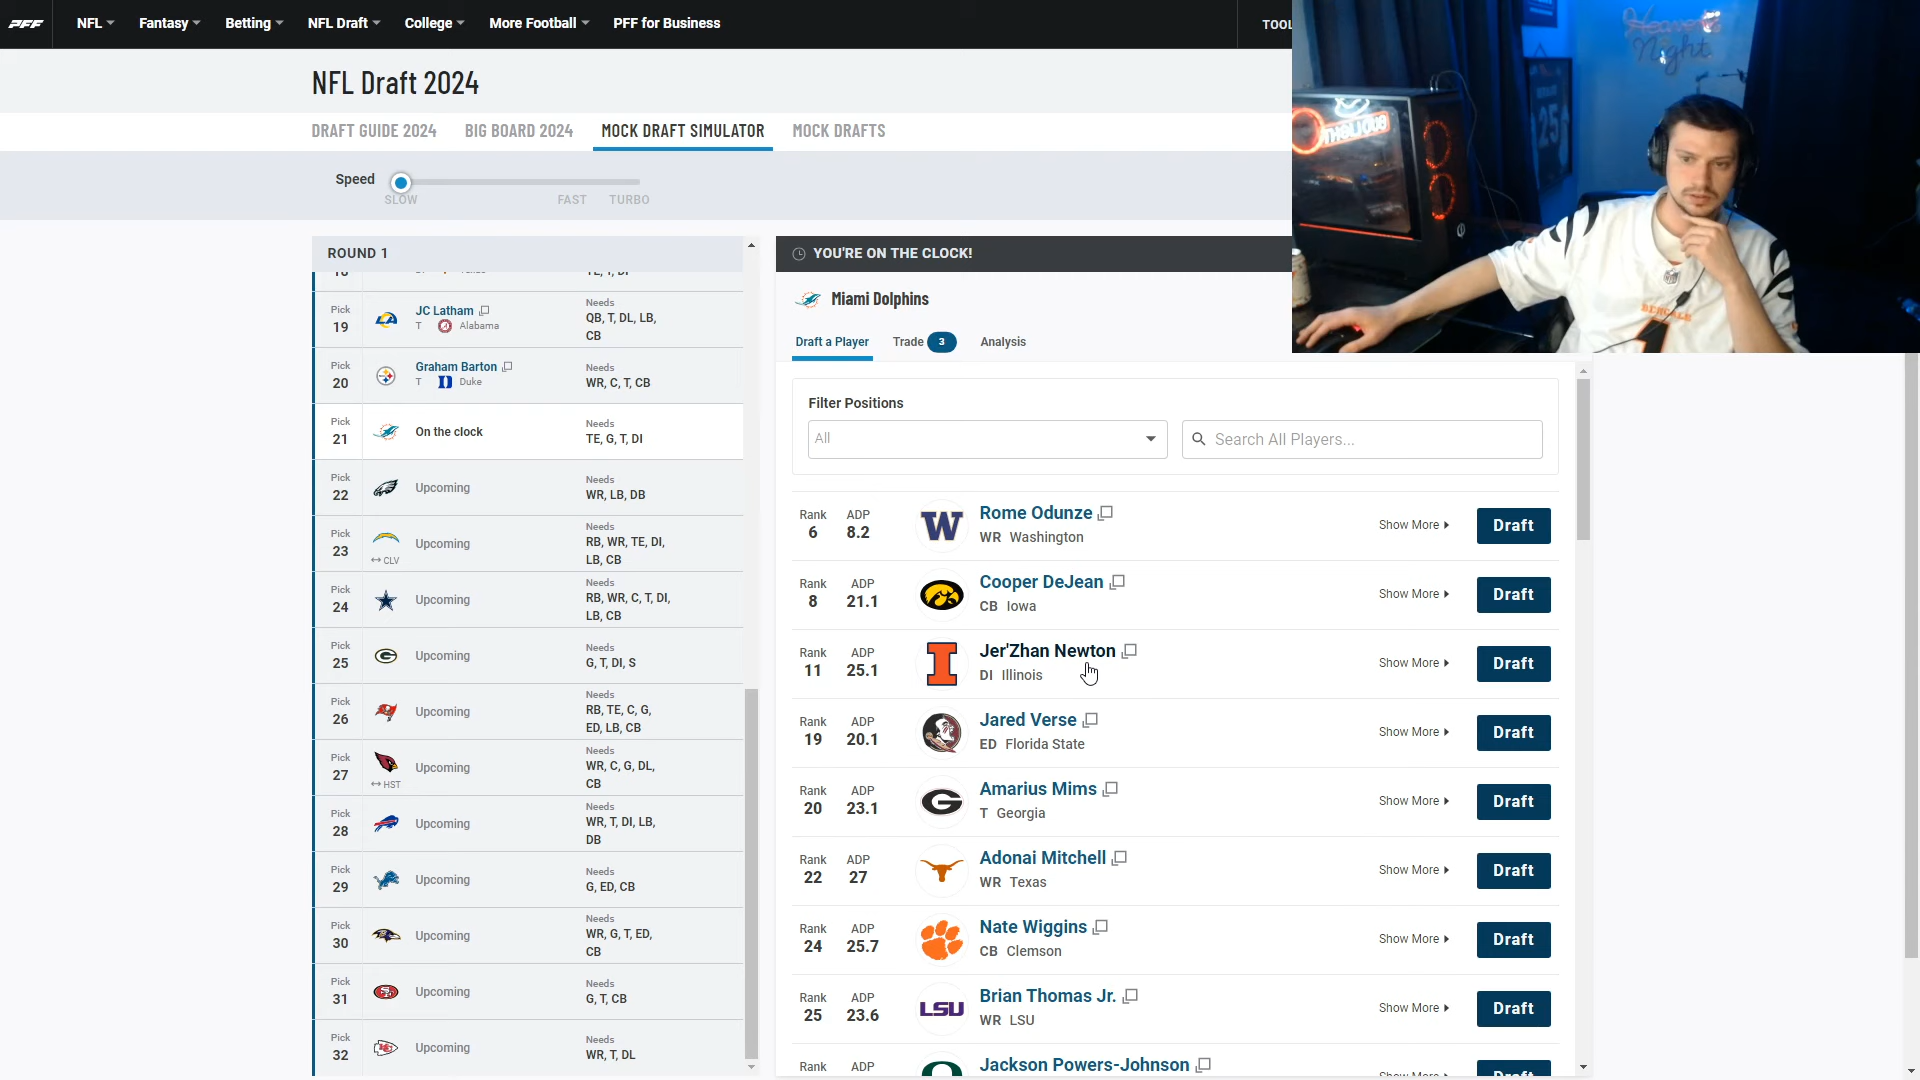 PFF
NFL
Fantasy
Betting
NFL Draft
College
More Football
PFF for Business
TOOL
NFL Draft 2024
DRAFT GUIDE 2024
BIG BOARD 2024
MOCK DRAFT SIMULATOR
MOCK DRAFTS
Speed
SLOW
FAST
TURBO
ROUND 1
Pick
19
JC Latham
T Alabama
Needs
QB, T, DL, LB,
CB
Pick
20
Graham Barton
T Duke
Needs
WR, C, T, CB
Pick
21
On the clock
Needs
TE, G, T, DI
Pick
22
Upcoming
Needs
WR, LB, DB
Pick
23
CLV
Upcoming
Needs
RB, WR, TE, DI,
LB, CB
Pick
24
Upcoming
Needs
RB, WR, C, T, DI,
LB, CB
Pick
25
Upcoming
Needs
G, T, DI, S
Pick
26
Upcoming
Needs
RB, TE, C, G,
ED, LB, CB
Pick
27
HST
Upcoming
Needs
WR, C, G, DL,
CB
Pick
28
Upcoming
Needs
WR, T, DI, LB,
DB
Pick
29
Upcoming
Needs
G, ED, CB
Pick
30
Upcoming
Needs
WR, G, T, ED,
CB
Pick
31
Upcoming
Needs
G, T, CB
Pick
32
Upcoming
Needs
WR, T, DL
YOU'RE ON THE CLOCK!
Miami Dolphins
Draft a Player
Trade 3
Analysis
Filter Positions
All
Search All Players...
Rank ADP
6 8.2
W
Rome Odunze
WR Washington
Show More
Draft
Rank ADP
8 21.1
Cooper DeJean
CB Iowa
Show More
Draft
Rank ADP
11 25.1
I
Jer'Zhan Newton
DI Illinois
Show More
Draft
Rank ADP
19 20.1
Jared Verse
ED Florida State
Show More
Draft
Rank ADP
20 23.1
G
Amarius Mims
T Georgia
Show More
Draft
Rank ADP
22 27
Adonai Mitchell
WR Texas
Show More
Draft
Rank ADP
24 25.7
Nate Wiggins
CB Clemson
Show More
Draft
Rank ADP
25 23.6
LSU
Brian Thomas Jr.
WR LSU
Show More
Draft
Rank ADP
Jackson Powers-Johnson
Show More
Draft
Heavens
Night
25
BENGALS